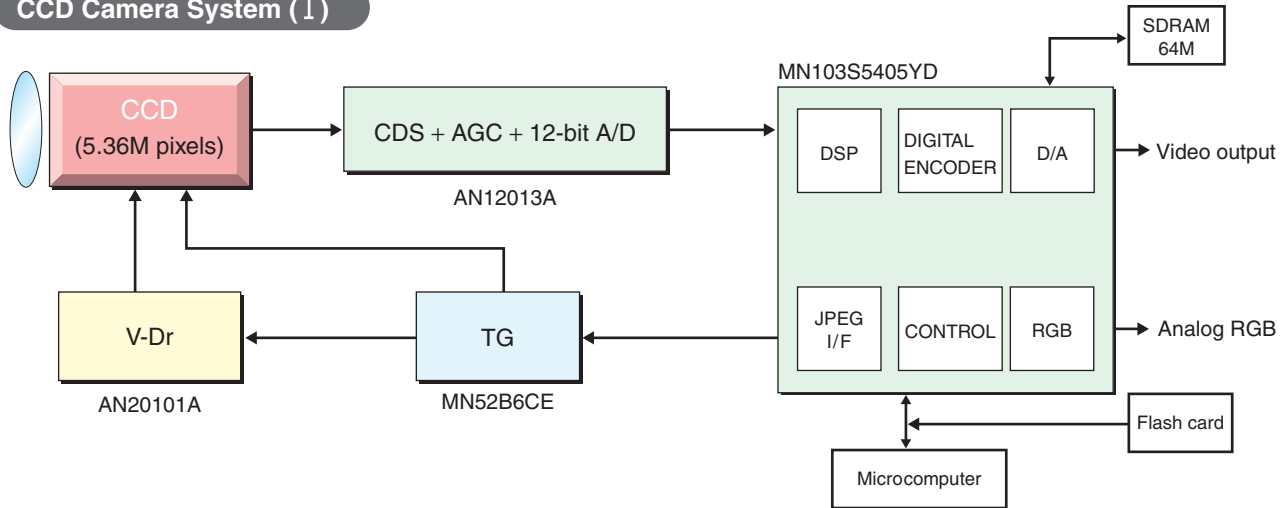 CCD Camera System (I)
SDRAM
64M
MN103S5405YD
CCD
(5.36M pixels)
CDS + AGC + 12-bit A/D
AN12013A
DSP
DIGITAL
ENCODER
D/A
Video output
V-Dr
AN20101A
TG
MN52B6CE
JPEG
I/F
CONTROL
RGB
Analog RGB
Flash card
Microcomputer